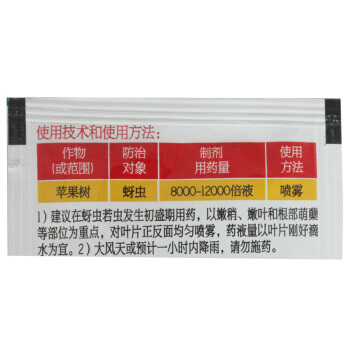 使用技术和使用方法:
作物 防治 制剂 使用
(或范围) 对象 用药量 方法
苹果树 蚜虫 8000-12000倍液 喷雾
1) 建议在蚜虫若虫发生初盛期用药，以嫩稍、嫩叶和根部萌蘖
等部位为重点，对叶片正反面均匀喷雾，药液量以叶片刚好滴
水为宜。2) 大风天或预计一小时内降雨，请勿施药。